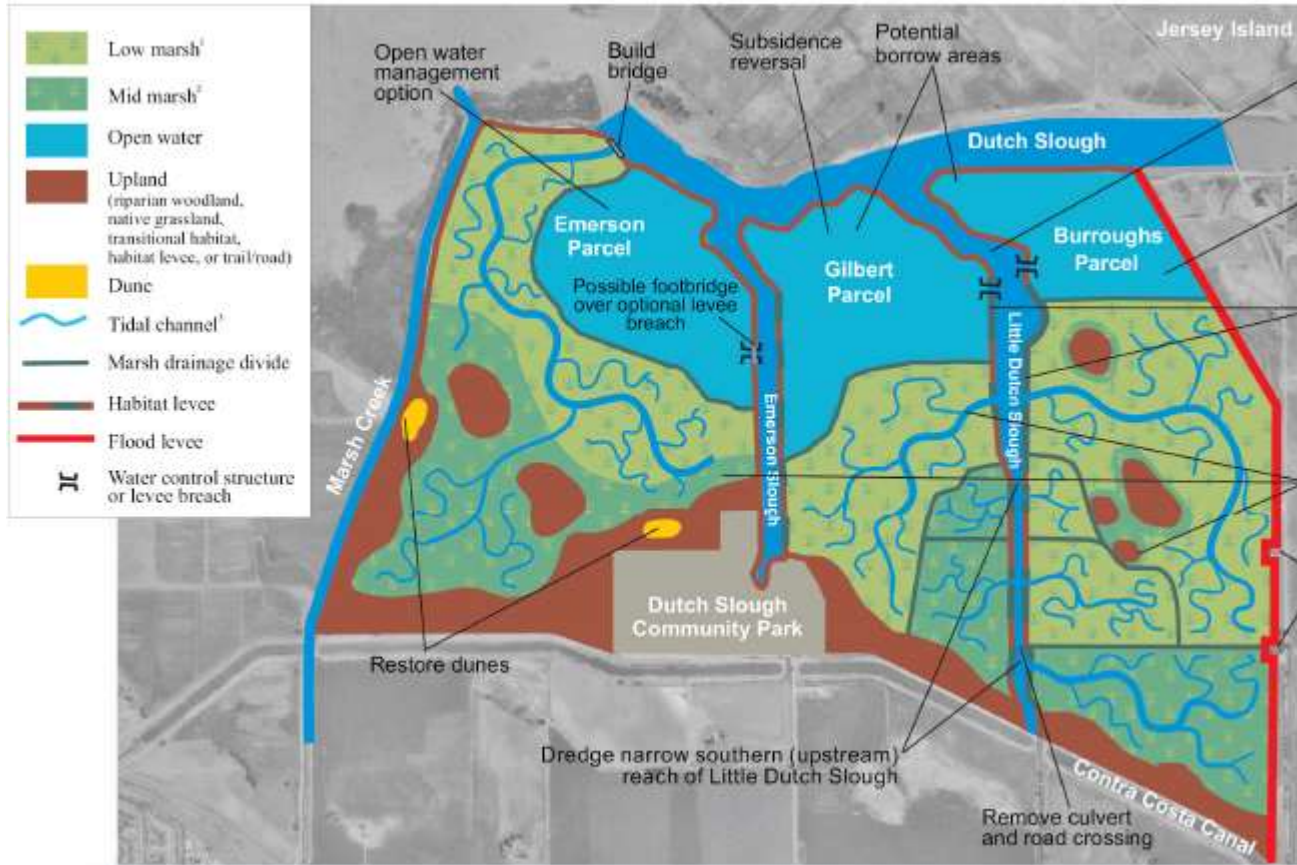 Low marsh¹
Mid marsh²
Open water
Upland
(riparian woodland,
native grassland,
transitional habitat,
habitat levee, or trail/road)
Dune
Tidal channel³
Marsh drainage divide
Habitat levee
Flood levee
Water control structure
or levee breach
Open water
management
option
Build
bridge
Subsidence
reversal
Potential
borrow areas
Jersey Island
Dutch Slough
Emerson
Parcel
Gilbert
Parcel
Burroughs
Parcel
Possible footbridge
over optional levee
breach
Marsh Creek
Emerson Slough
Little Dutch Slough
Dutch Slough
Community Park
Restore dunes
Dredge narrow southern (upstream)
reach of Little Dutch Slough
Remove culvert
and road crossing
Contra Costa Canal